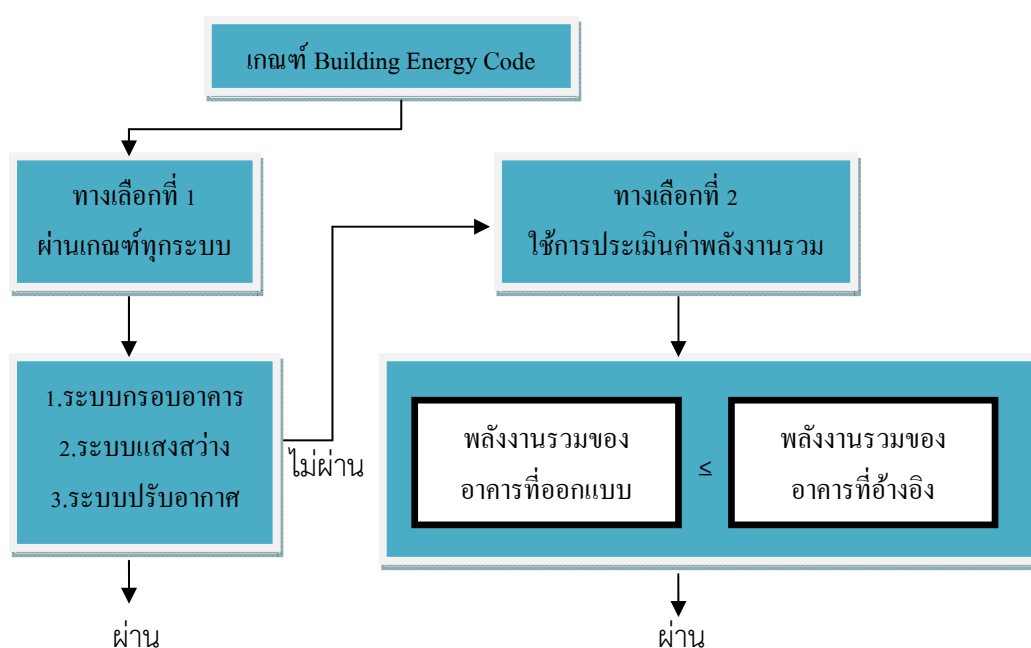 เกณฑ์ Building Energy Code
ทางเลือกที่ 1
ผ่านเกณฑ์ทุกระบบ
ทางเลือกที่ 2
ใช้การประเมินค่าพลังงานรวม
1.ระบบกรอบอาคาร
2.ระบบแสงสว่าง
3.ระบบปรับอากาศ
ไม่ผ่าน
พลังงานรวมของ
อาคารที่ออกแบบ
≤
พลังงานรวมของ
อาคารที่อ้างอิง
ผ่าน
ผ่าน